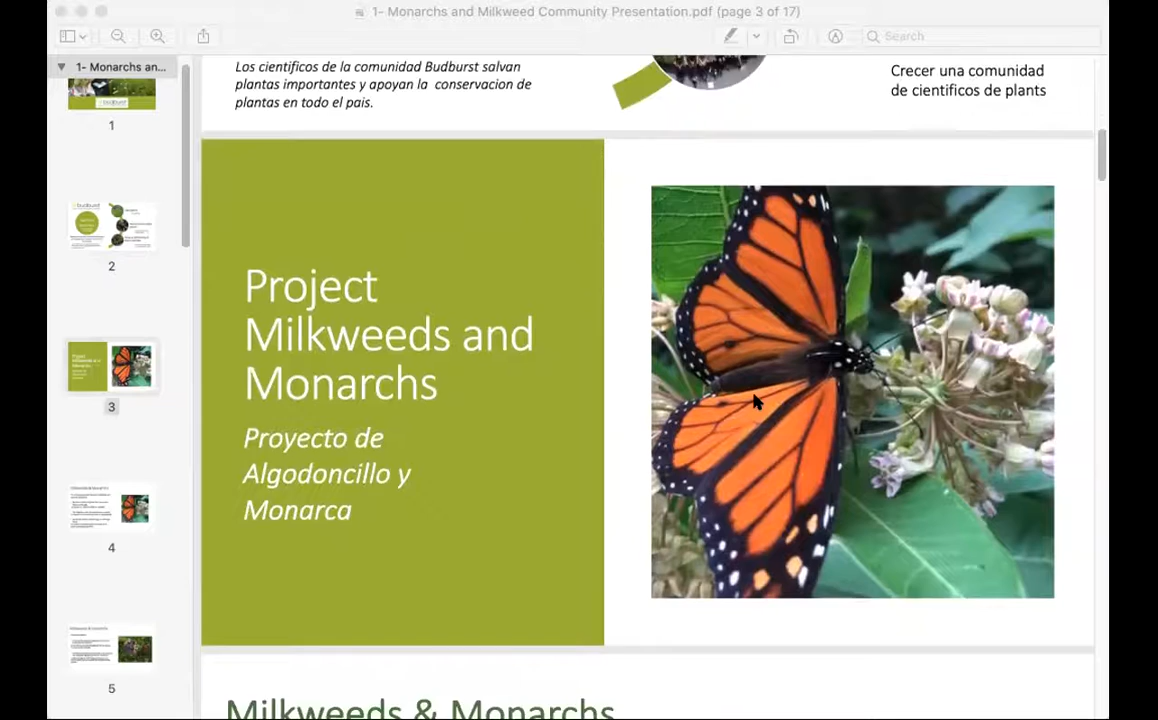 1- Monarchs and Milkweed Community Presentation.pdf (page 3 of 17)
Search
1- Monarchs an...
budburst
1
budburst
2
3
4
5
Los cientificos de la comunidad Budburst salvan
plantas importantes y apoyan la conservacion de
plantas en todo el pais.
Crecer una comunidad
de cientificos de plants
Project
Milkweeds and
Monarchs
Proyecto de
Algodoncillo y
Monarca
Milkweeds & Monarchs